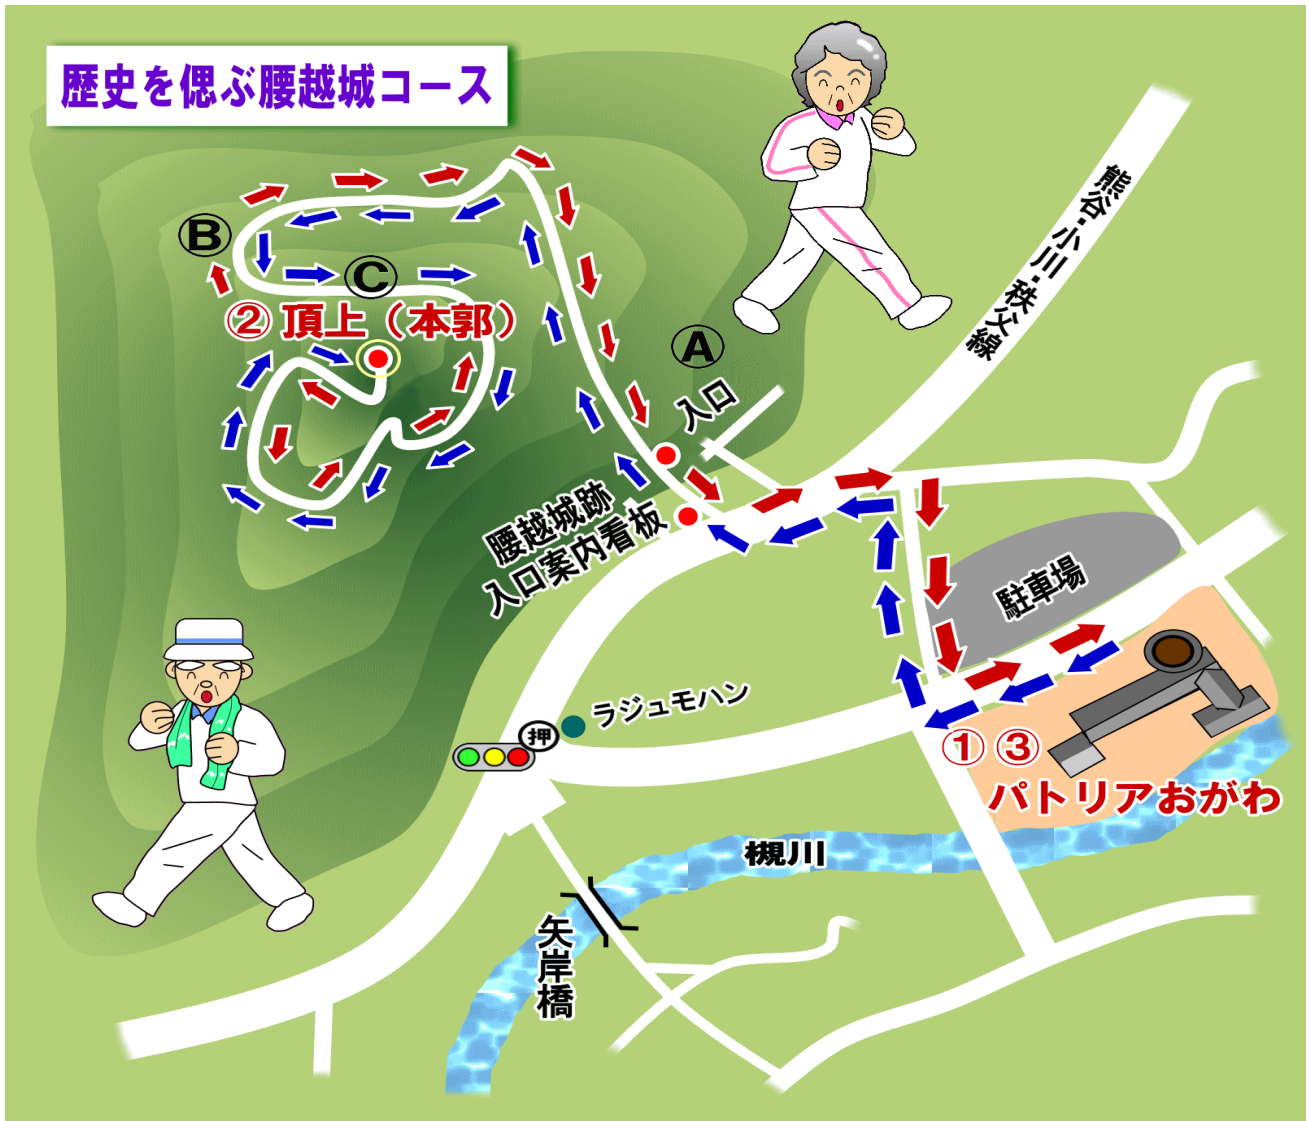 歴史を偲ぶ腰越城コース
熊谷・小川・秩父線
B
C
② 頂上（本郭）
A
入口
腰越城跡
入口案内看板
駐車場
ラジュモハン
押
① ③
パトリアおがわ
槻川
矢岸橋